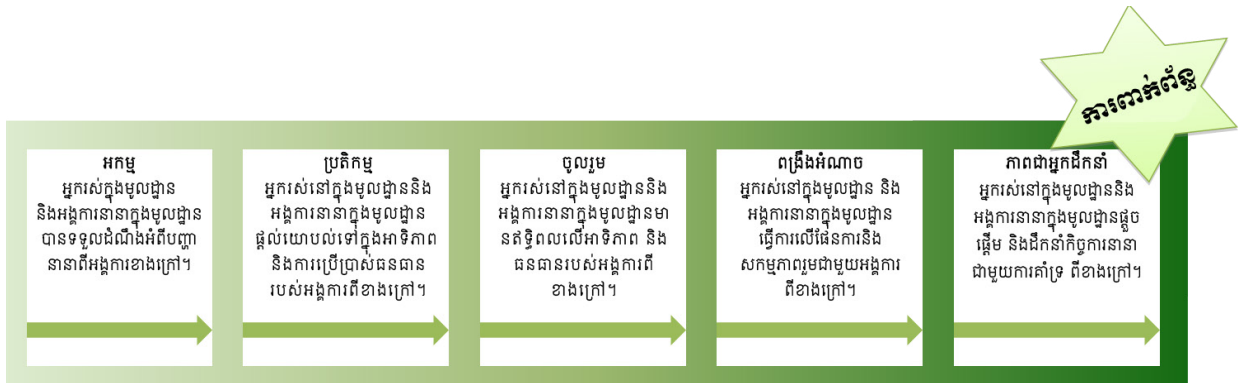 ការពាក់ព័ន្ធ
អកម្ម
អ្នករស់ក្នុងមូលដ្ឋាន
និងអង្គការនានាក្នុងមូលដ្ឋាន
បានទទួលដំណឹងអំពីបញ្ហា
នានាពីអង្គការខាងក្រៅ។
ប្រតិកម្ម
អ្នករស់នៅក្នុងមូលដ្ឋាននិង
អង្គការនានាក្នុងមូលដ្ឋាន
ផ្តល់យោបល់ទៅក្នុងអាទិភាព
និងការប្រើប្រាស់ធនធាន
របស់អង្គការពីខាងក្រៅ។
ចូលរួម
អ្នករស់នៅក្នុងមូលដ្ឋាននិង
អង្គការនានាក្នុងមូលដ្ឋានមា
នឥទ្ធិពលលើអាទិភាព និង
ធនធានរបស់អង្គការពី
ខាងក្រៅ។
ពង្រឹងអំណាច
អ្នករស់នៅក្នុងមូលដ្ឋាន និង
អង្គការនានាក្នុងមូលដ្ឋាន
ធ្វើការលើផែនការនិង
សកម្មភាពរួមជាមួយអង្គការ
ពីខាងក្រៅ។
ភាពជាអ្នកដឹកនាំ
អ្នករស់នៅក្នុងមូលដ្ឋាននិង
អង្គការនានាក្នុងមូលដ្ឋានផ្តួច
ផ្តើម និងដឹកនាំកិច្ចការនានា
ជាមួយការគាំទ្រ ពីខាងក្រៅ។